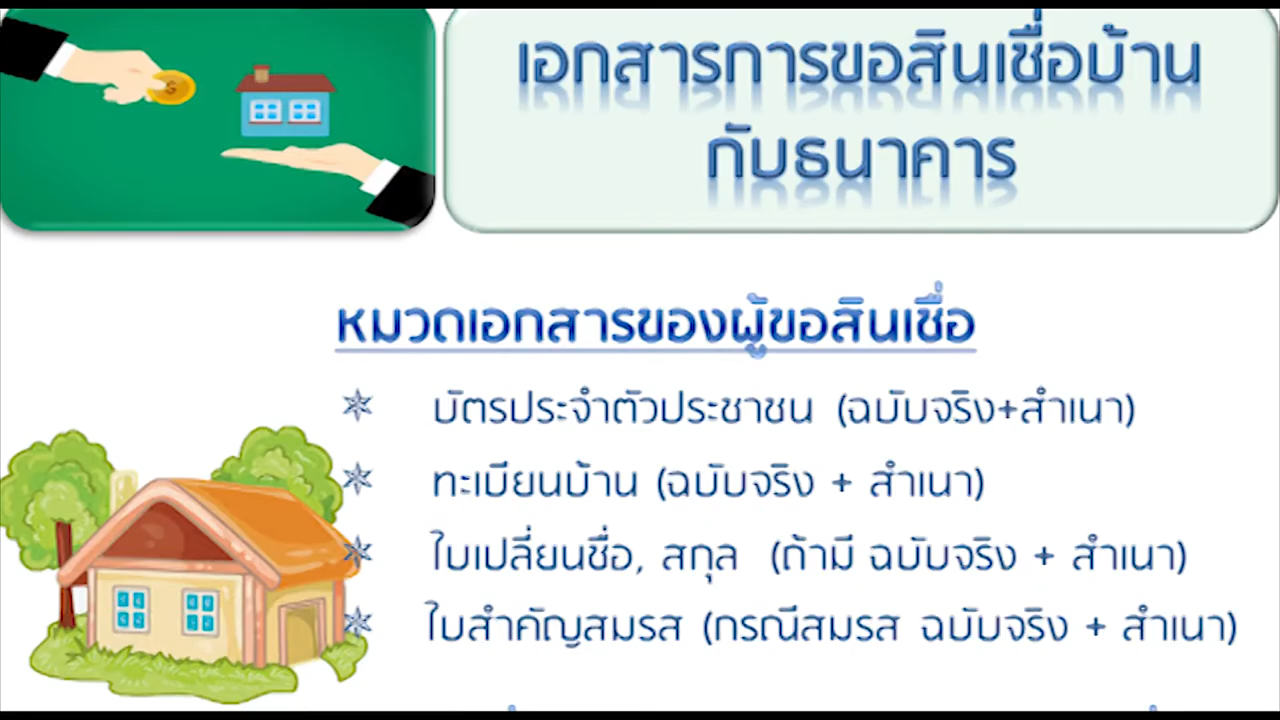 เอกสารการขอสินเชื่อบ้าน
กับธนาคาร
หมวดเอกสารของผู้ขอสินเชื่อ
บัตรประจำตัวประชาชน (ฉบับจริง+สำเนา)
ทะเบียนบ้าน (ฉบับจริง + สำเนา)
ใบเปลี่ยนชื่อ, สกุล (ถ้ามี ฉบับจริง + สำเนา)
ใบสำคัญสมรส (กรณีสมรส ฉบับจริง + สำเนา)